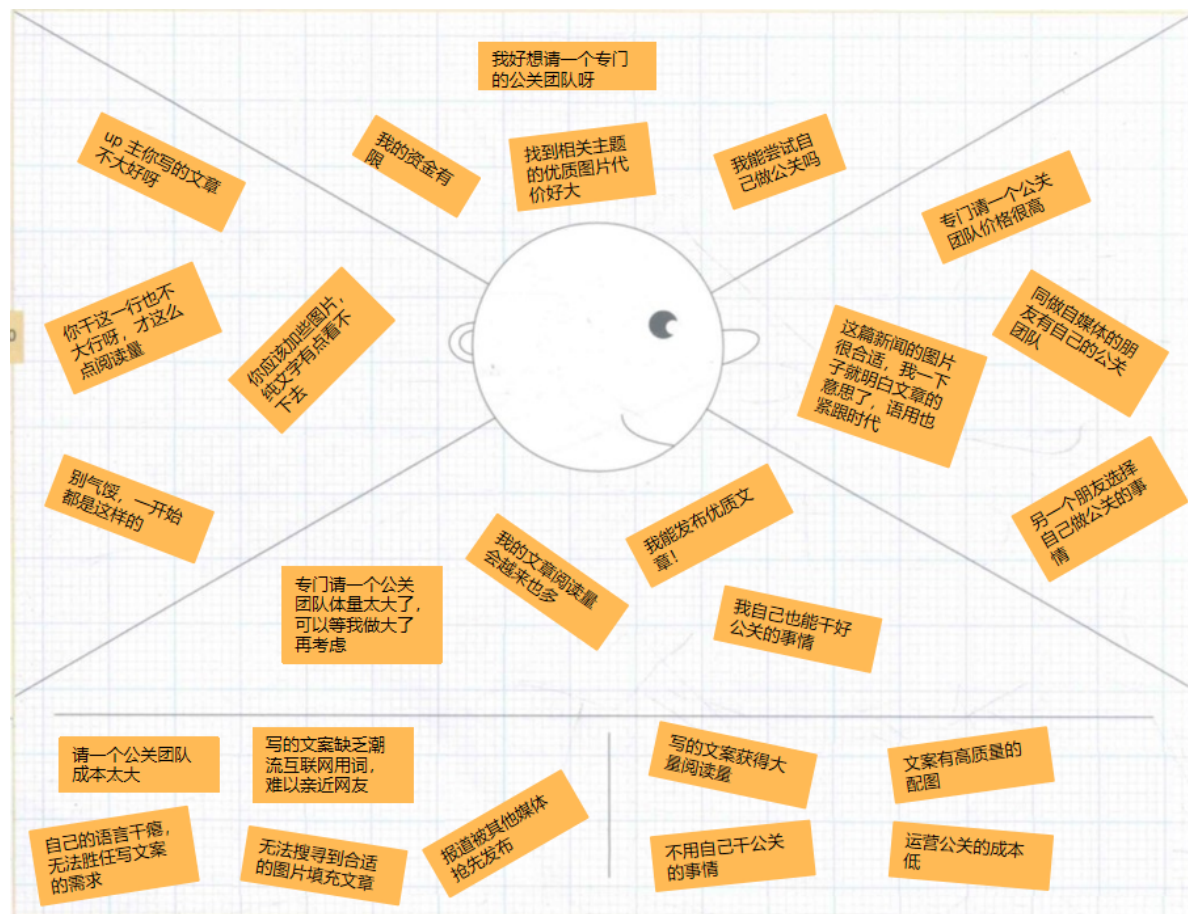 我好想请一个专门
的公关团队呀
up 主你写的文章
不大好呀
我的资金有
限
找到相关主题
的优质图片代
价好大
我能尝试自
己做公关吗
专门请一个公关
团队价格很高
你干这一行也不
大行呀，才这么
点阅读量
你应该加些图片，
纯文字有点看不
下去
这篇新闻的图片
很合适，我一下
子就明白文章的
意思了，语用也
紧跟时代
同做自媒体的朋
友有自己的公关
团队
别气馁，一开始
都是这样的
另一个朋友选择
自己做公关的事
情
专门请一个公关
团队体量太大了，
可以等我做大了
再考虑
我的文章阅读量
会越来也多
我能发布优质文
章！
我自己也能干好
公关的事情
请一个公关团队
成本太大
写的文案缺乏潮
流互联网用词，
难以亲近网友
自己的语言干瘪，
无法胜任写文案
的需求
无法搜寻到合适
的图片填充文章
报道被其他媒体
抢先发布
写的文案获得大
量阅读量
文案有高质量的
配图
不用自己干公关
的事情
运营公关的成本
低